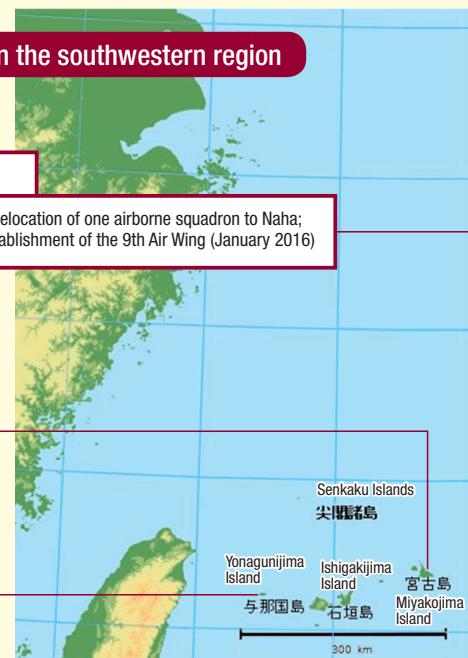 n the southwestern region
elocation of one airborne squadron to Naha;
ablishment of the 9th Air Wing (January 2016)
Senkaku Islands
尖閣諸島
Yonagunijima
Island
与那国島
Ishigakijima
Island
石垣島
宮古島
Miyakojima
Island
300 km